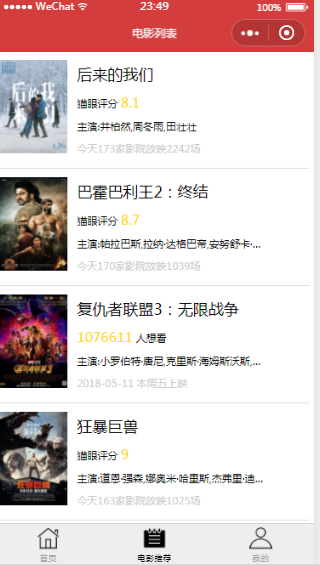 WeChat 23:49 100%
电影列表
后来的我们
猫眼评分 8.1
主演:井柏然,周冬雨,田壮壮
今天173家影院放映2242场
巴霍巴利王2：终结
猫眼评分 8.7
主演:帕拉巴斯,拉纳·达格巴帝,安努舒卡·...
今天170家影院放映1039场
复仇者联盟3：无限战争
1076611 人想看
主演:小罗伯特·唐尼,克里斯·海姆斯沃斯,...
2018-05-11 本周五上映
狂暴巨兽
猫眼评分 9
主演:道恩·强森,娜奥米·哈里斯,杰弗里·迪...
今天163家影院放映1025场
首页 电影推荐 我的